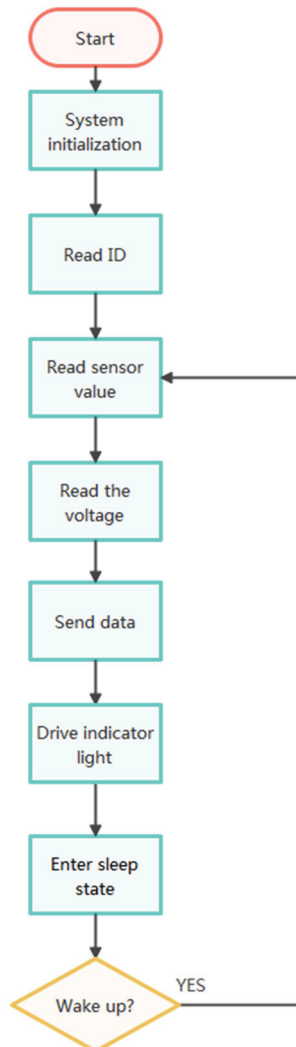 Start
System
initialization
Read ID
Read sensor
value
Read the
voltage
Send data
Drive indicator
light
Enter sleep
state
YES
Wake up?